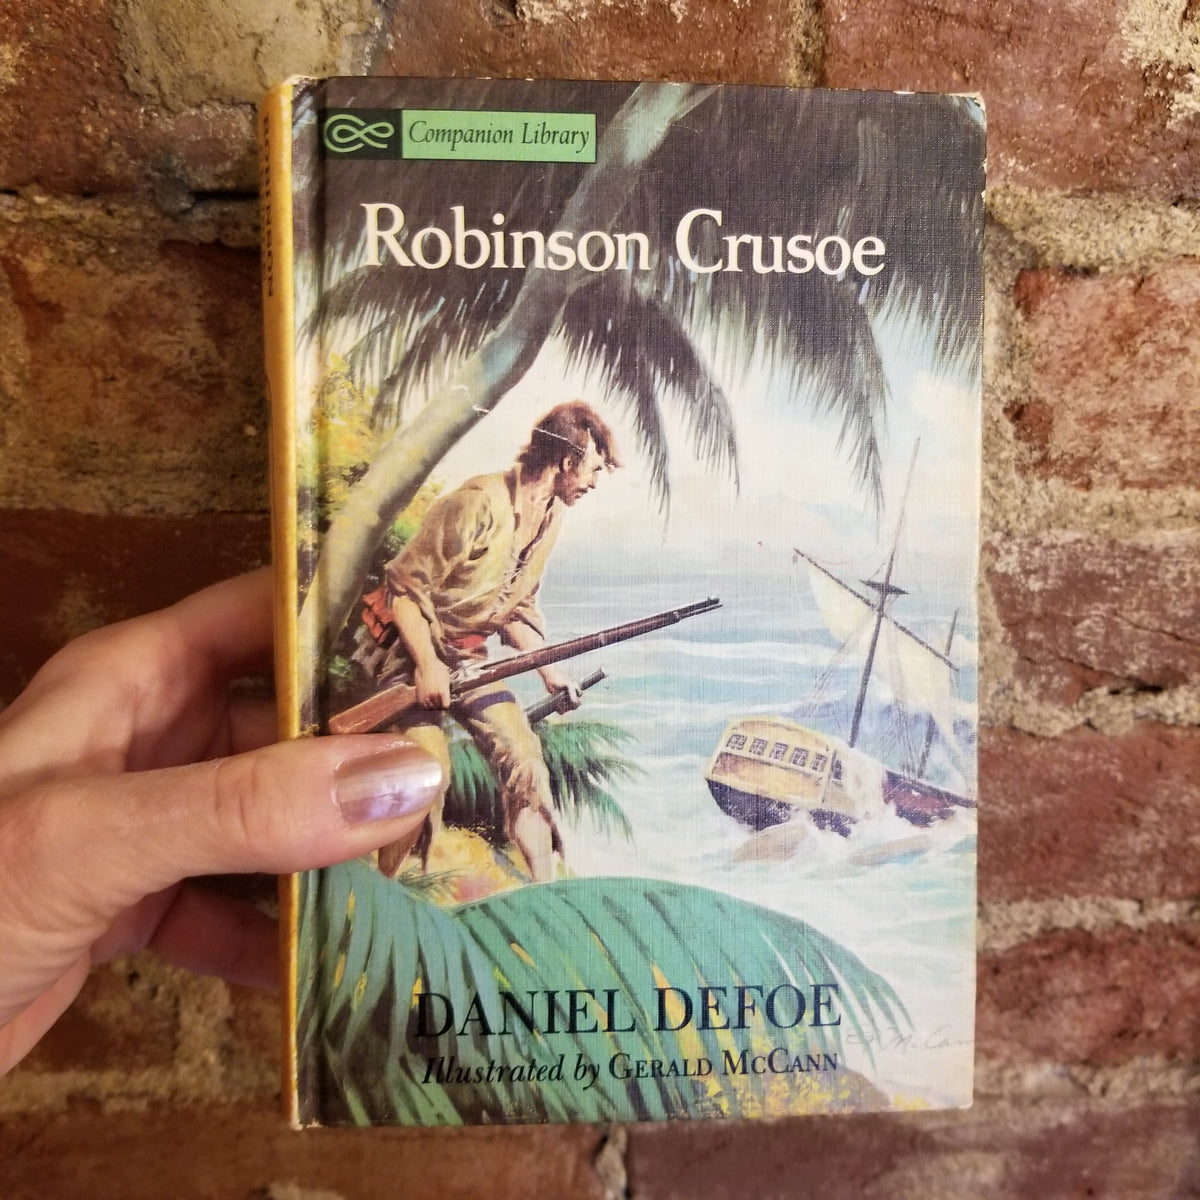 Companion Library
Robinson Crusoe
DANIEL DEFOE
Illustrated by GERALD McCANN